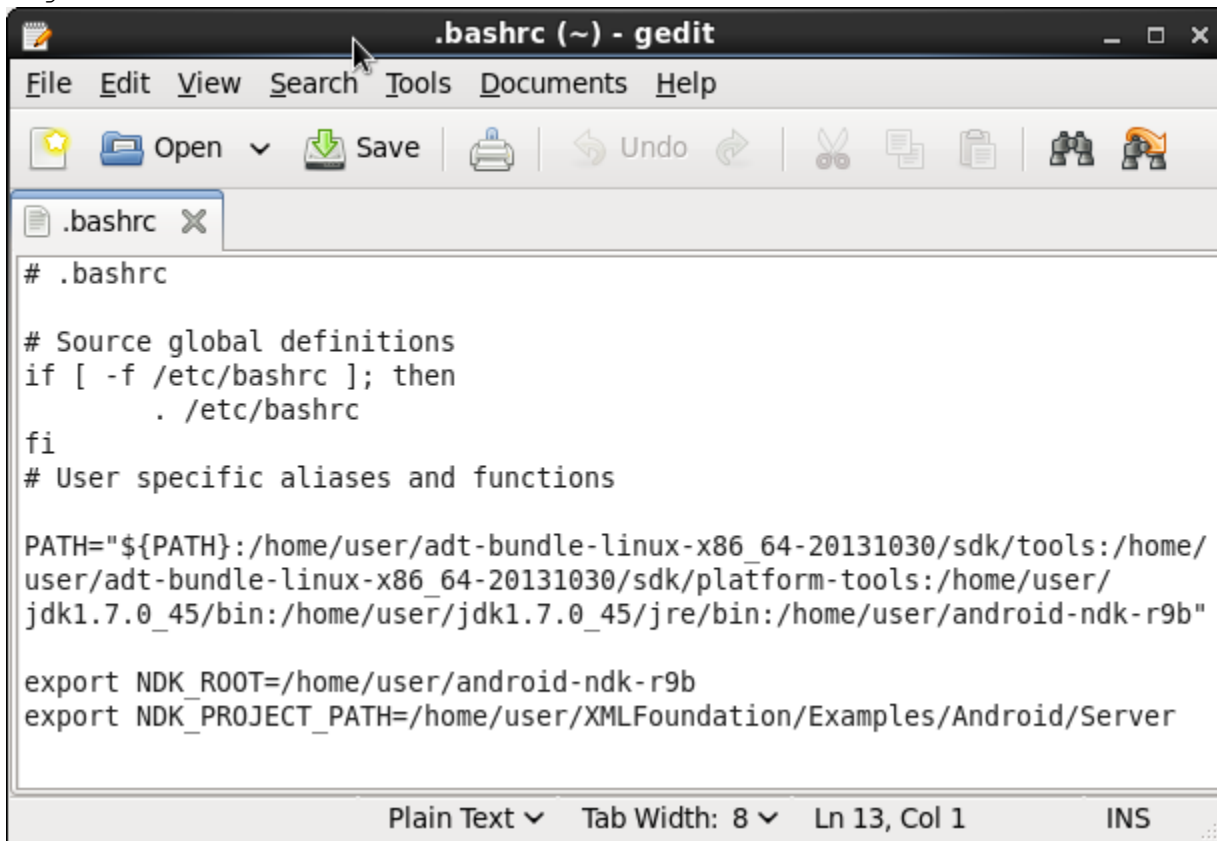 .bashrc (~) - gedit
File Edit View Search Tools Documents Help
Open Save Undo
.bashrc
# .bashrc
# Source global definitions
if [ -f /etc/bashrc ]; then
        . /etc/bashrc
fi
# User specific aliases and functions
PATH="${PATH}:/home/user/adt-bundle-linux-x86_64-20131030/sdk/tools:/home/
user/adt-bundle-linux-x86_64-20131030/sdk/platform-tools:/home/user/
jdk1.7.0_45/bin:/home/user/jdk1.7.0_45/jre/bin:/home/user/android-ndk-r9b"
export NDK_ROOT=/home/user/android-ndk-r9b
export NDK_PROJECT_PATH=/home/user/XMLFoundation/Examples/Android/Server
Plain Text Tab Width: 8 Ln 13, Col 1 INS